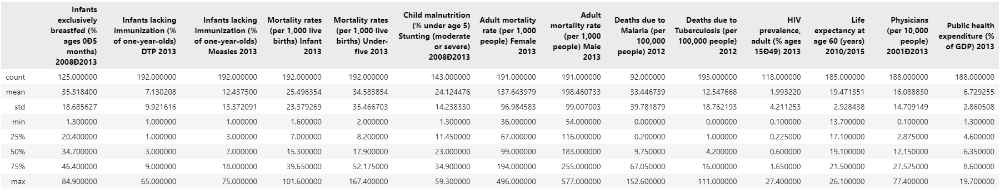 Infants exclusively breastfed (% ages 0Đ5 months) 2008Đ2013 Infants lacking immunization (% of one-year-olds) DTP 2013 Infants lacking immunization (% of one-year-olds) Measles 2013 Mortality rates (per 1,000 live births) Infant 2013 Mortality rates (per 1,000 live births) Under-five 2013 Child malnutrition (% under age 5) Stunting (moderate or severe) 2008Đ2013 Adult mortality rate (per 1,000 people) Female 2013 Adult mortality rate (per 1,000 people) Male 2013 Deaths due to Malaria (per 100,000 people) 2012 Deaths due to Tuberculosis (per 100,000 people) 2012 HIV prevalence, adult (% ages 15Đ49) 2013 Life expectancy at age 60 (years) 2010/2015 Physicians (per 10,000 people) 2001Đ2013 Public health expenditure (% of GDP) 2013
count 125.000000 192.000000 192.000000 192.000000 192.000000 143.000000 191.000000 191.000000 92.000000 193.000000 118.000000 185.000000 188.000000 188.000000
mean 35.318400 7.130208 12.437500 25.496354 34.583854 24.124476 137.643979 198.460733 33.446739 12.547668 1.993220 19.471351 16.088830 6.729255
std 18.685627 9.921616 13.372091 23.379269 35.466703 14.238330 96.984583 99.007003 39.781879 18.762193 4.211253 2.928438 14.709149 2.860508
min 1.300000 1.000000 1.000000 1.600000 2.000000 1.300000 36.000000 54.000000 0.000000 0.000000 0.100000 13.700000 0.100000 1.300000
25% 20.400000 1.000000 3.000000 7.000000 8.200000 11.450000 67.000000 116.000000 0.200000 1.000000 0.225000 17.100000 2.875000 4.600000
50% 34.700000 3.000000 7.000000 15.300000 17.900000 23.000000 99.000000 183.000000 9.750000 4.200000 0.600000 19.100000 12.150000 6.350000
75% 46.400000 9.000000 18.000000 39.650000 52.175000 34.900000 194.000000 255.000000 67.050000 16.000000 1.650000 21.500000 27.525000 8.600000
max 84.900000 65.000000 75.000000 101.600000 167.400000 59.300000 496.000000 577.000000 152.600000 111.000000 27.400000 26.100000 77.400000 19.700000